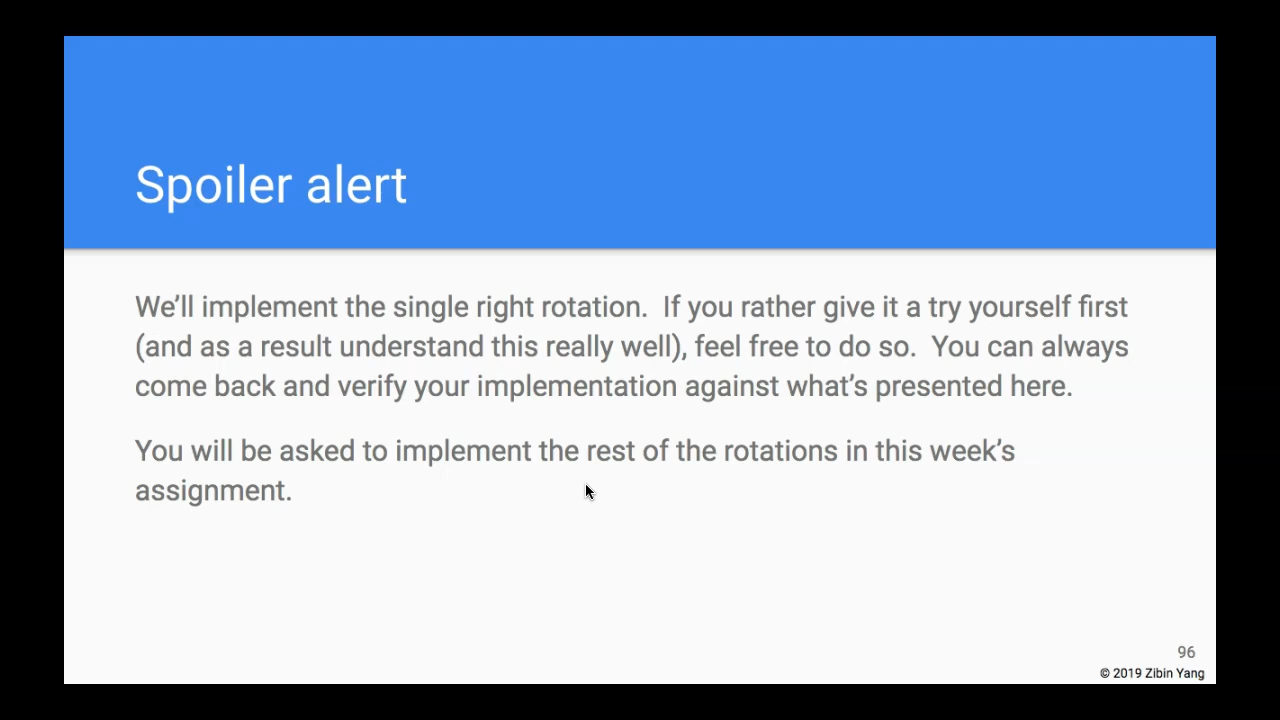 Spoiler alert
We’ll implement the single right rotation.  If you rather give it a try yourself first
(and as a result understand this really well), feel free to do so.  You can always
come back and verify your implementation against what’s presented here.
You will be asked to implement the rest of the rotations in this week’s
assignment.
96
© 2019 Zibin Yang